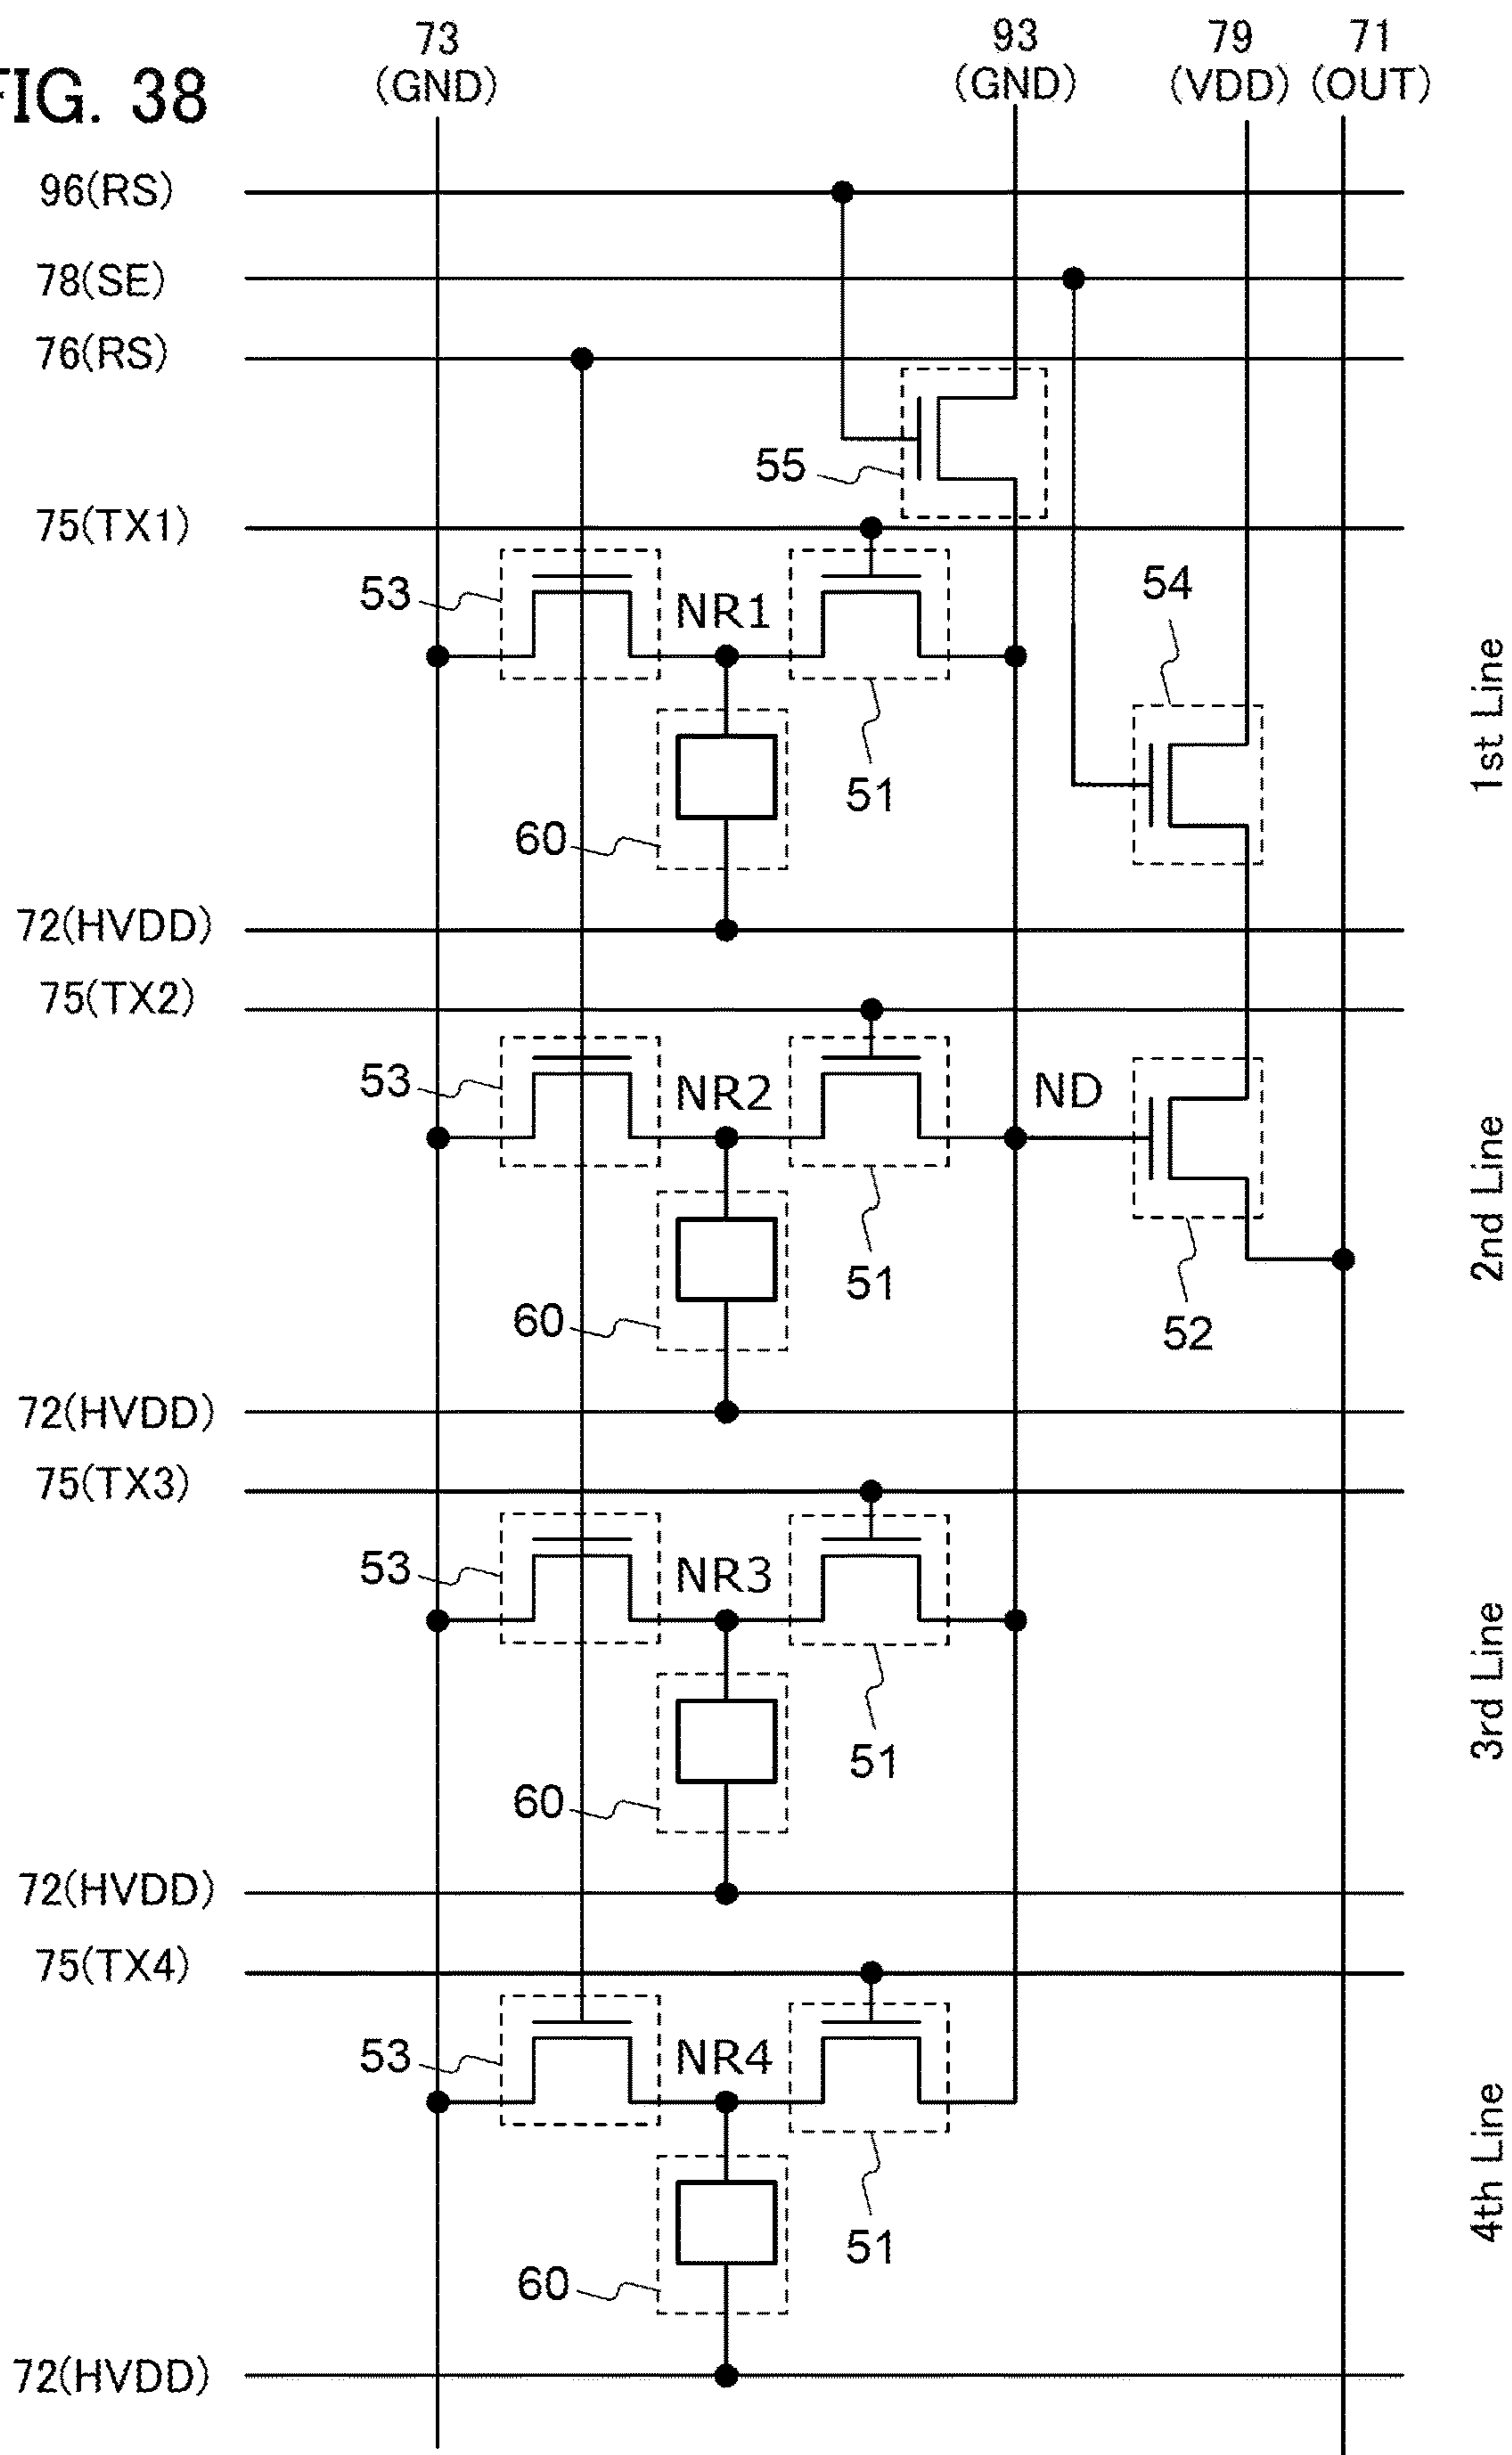 73 93 79 71
(GND) (GND) (VDD) (OUT)
FIG. 38
96(RS)
78(SE)
76(RS)
55
75(TX1)
53 NR1 54
51
60
1st Line
72(HVDD)
75(TX2)
53 NR2 ND
51
60 52
2nd Line
72(HVDD)
75(TX3)
53 NR3
51
60
3rd Line
72(HVDD)
75(TX4)
53 NR4
51
60
4th Line
72(HVDD)